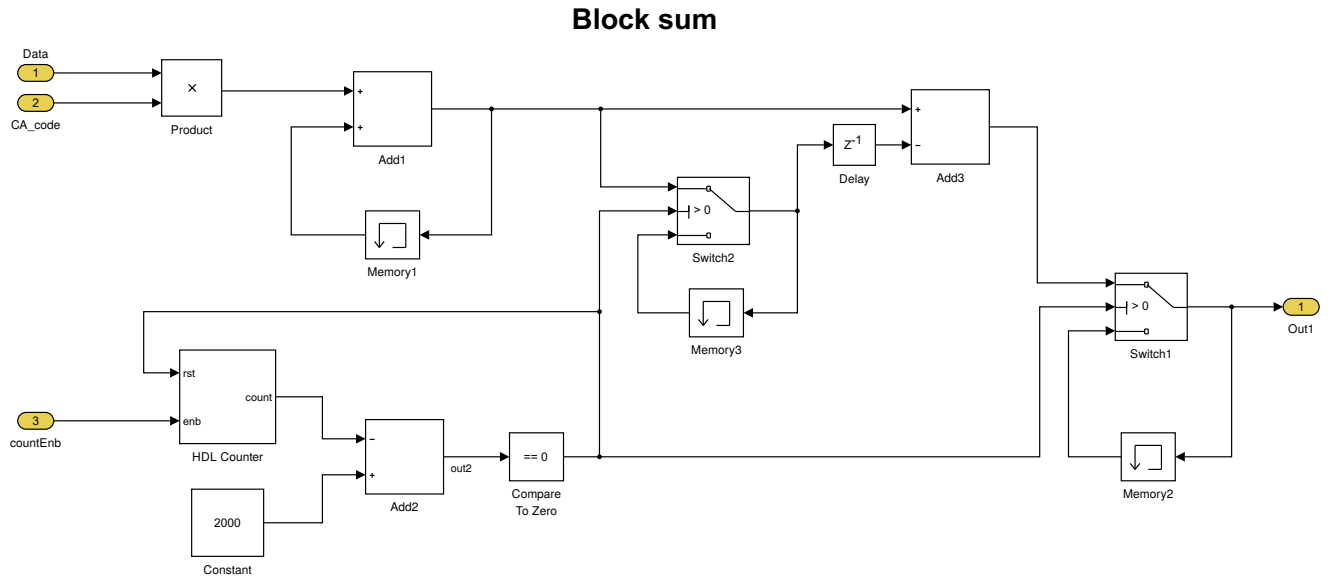 Block sum
Data
1
2
CA_code
×
Product
+
+
Add1
Memory1
> 0
Switch2
Memory3
Z-1
Delay
+
−
Add3
> 0
Switch1
Memory2
1
Out1
3
countEnb
rst
enb
count
HDL Counter
2000
Constant
−
+
Add2
out2
== 0
Compare
To Zero